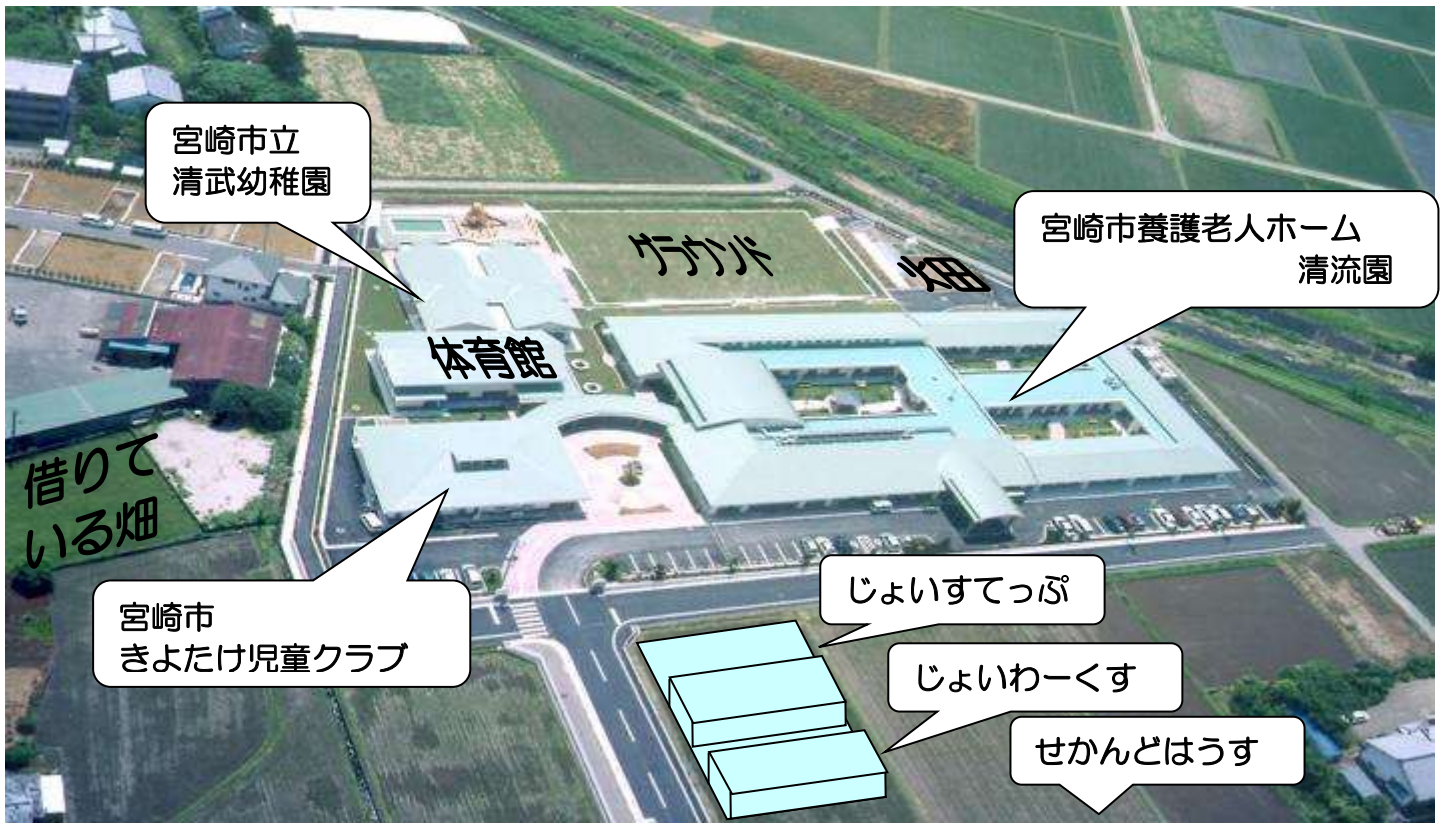 宮崎市立
清武幼稚園
グラウンド
畑
宮崎市養護老人ホーム
清流園
体育館
借りて
いる畑
宮崎市
きよたけ児童クラブ
じょいすてっぷ
じょいわーくす
せかんどはうす